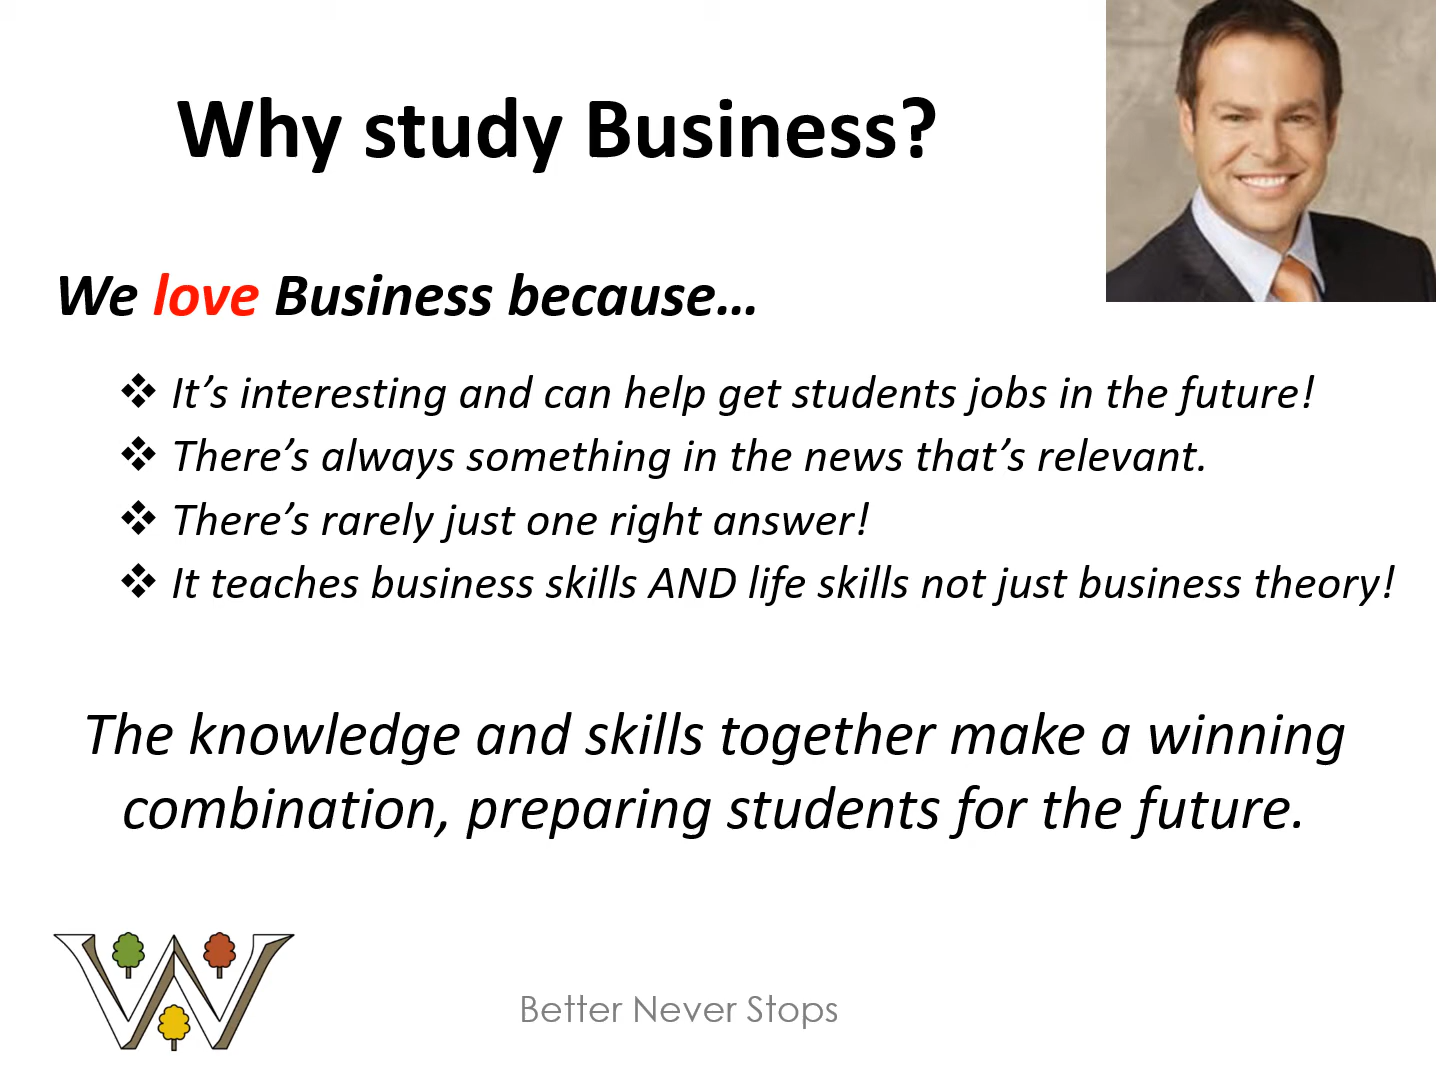 Why study Business?
We love Business because…
❖ It’s interesting and can help get students jobs in the future!
❖ There’s always something in the news that’s relevant.
❖ There’s rarely just one right answer!
❖ It teaches business skills AND life skills not just business theory!
The knowledge and skills together make a winning
combination, preparing students for the future.
W
Better Never Stops